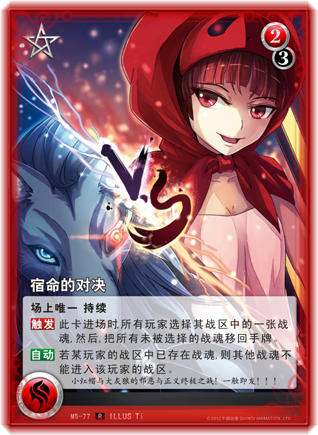 2
3
VS
宿命的对决
场上唯一 持续
触发 此卡进场时,所有玩家选择其战区中的一张战
魂,然后,把所有未被选择的战魂移回手牌.
自动 若某玩家的战区中已存在战魂,则其他战魂不
能进入该玩家的战区.
小红帽与大灰狼的邪恶与正义终极之战!一触即发!!!
M5-77 R ILLUS Ti